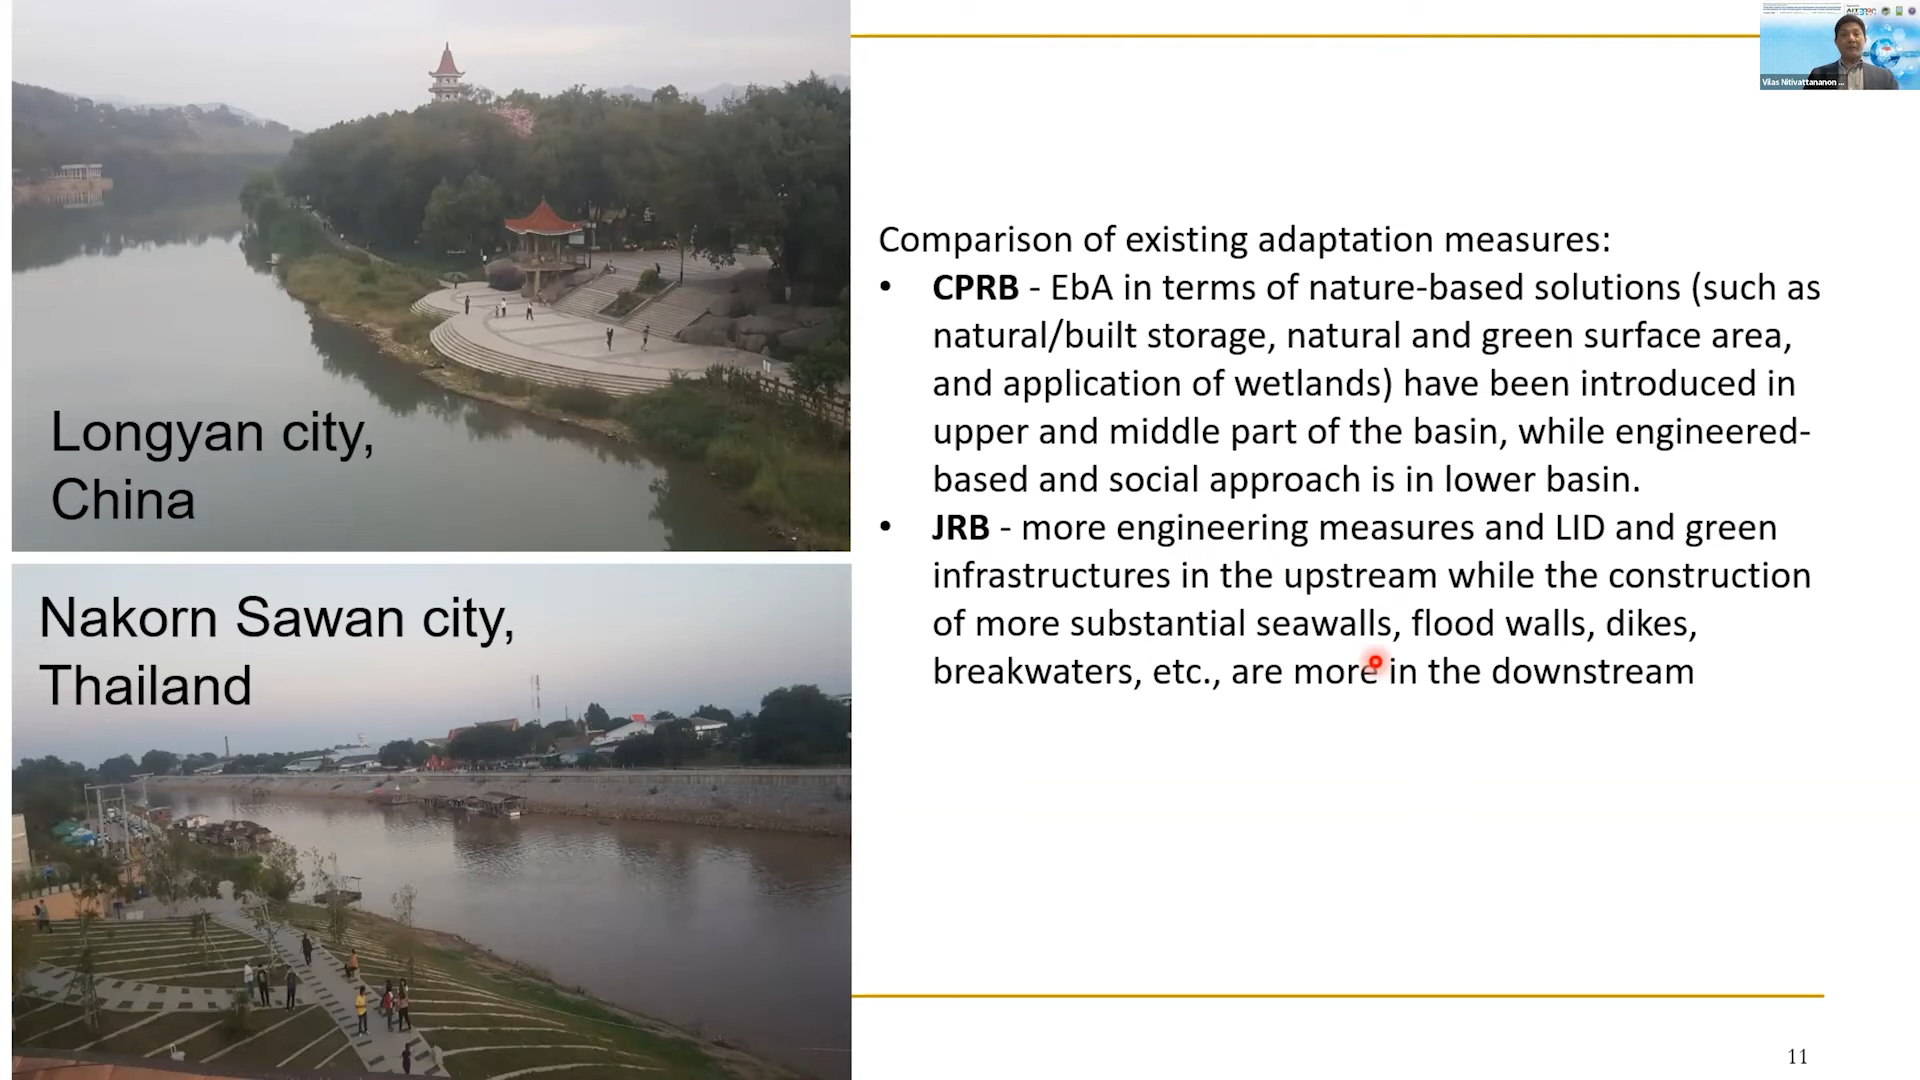 Longyan city,
China
Nakorn Sawan city,
Thailand
Comparison of existing adaptation measures:
• CPRB - EbA in terms of nature-based solutions (such as
natural/built storage, natural and green surface area,
and application of wetlands) have been introduced in
upper and middle part of the basin, while engineered-
based and social approach is in lower basin.
• JRB - more engineering measures and LID and green
infrastructures in the upstream while the construction
of more substantial seawalls, flood walls, dikes,
breakwaters, etc., are more in the downstream
11
Vilas Nitivattananon ...